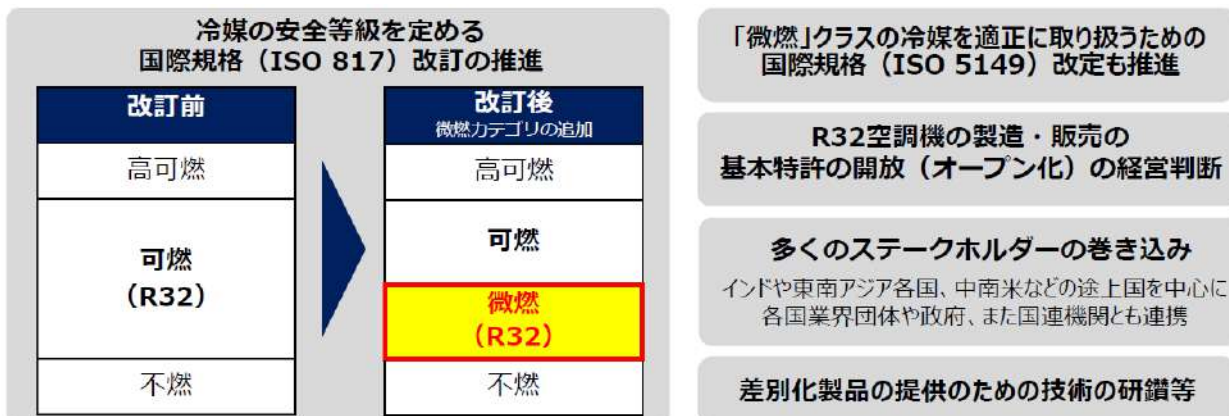 冷媒の安全等級を定める
国際規格（ISO 817）改訂の推進
改訂前
高可燃
可燃
（R32）
不燃
改訂後
微燃カテゴリの追加
高可燃
可燃
微燃
（R32）
不燃
「微燃」クラスの冷媒を適正に取り扱うための
国際規格（ISO 5149）改定も推進
R32空調機の製造・販売の
基本特許の開放（オープン化）の経営判断
多くのステークホルダーの巻き込み
インドや東南アジア各国、中南米などの途上国を中心に
各国業界団体や政府、また国連機関とも連携
差別化製品の提供のための技術の研鑽等